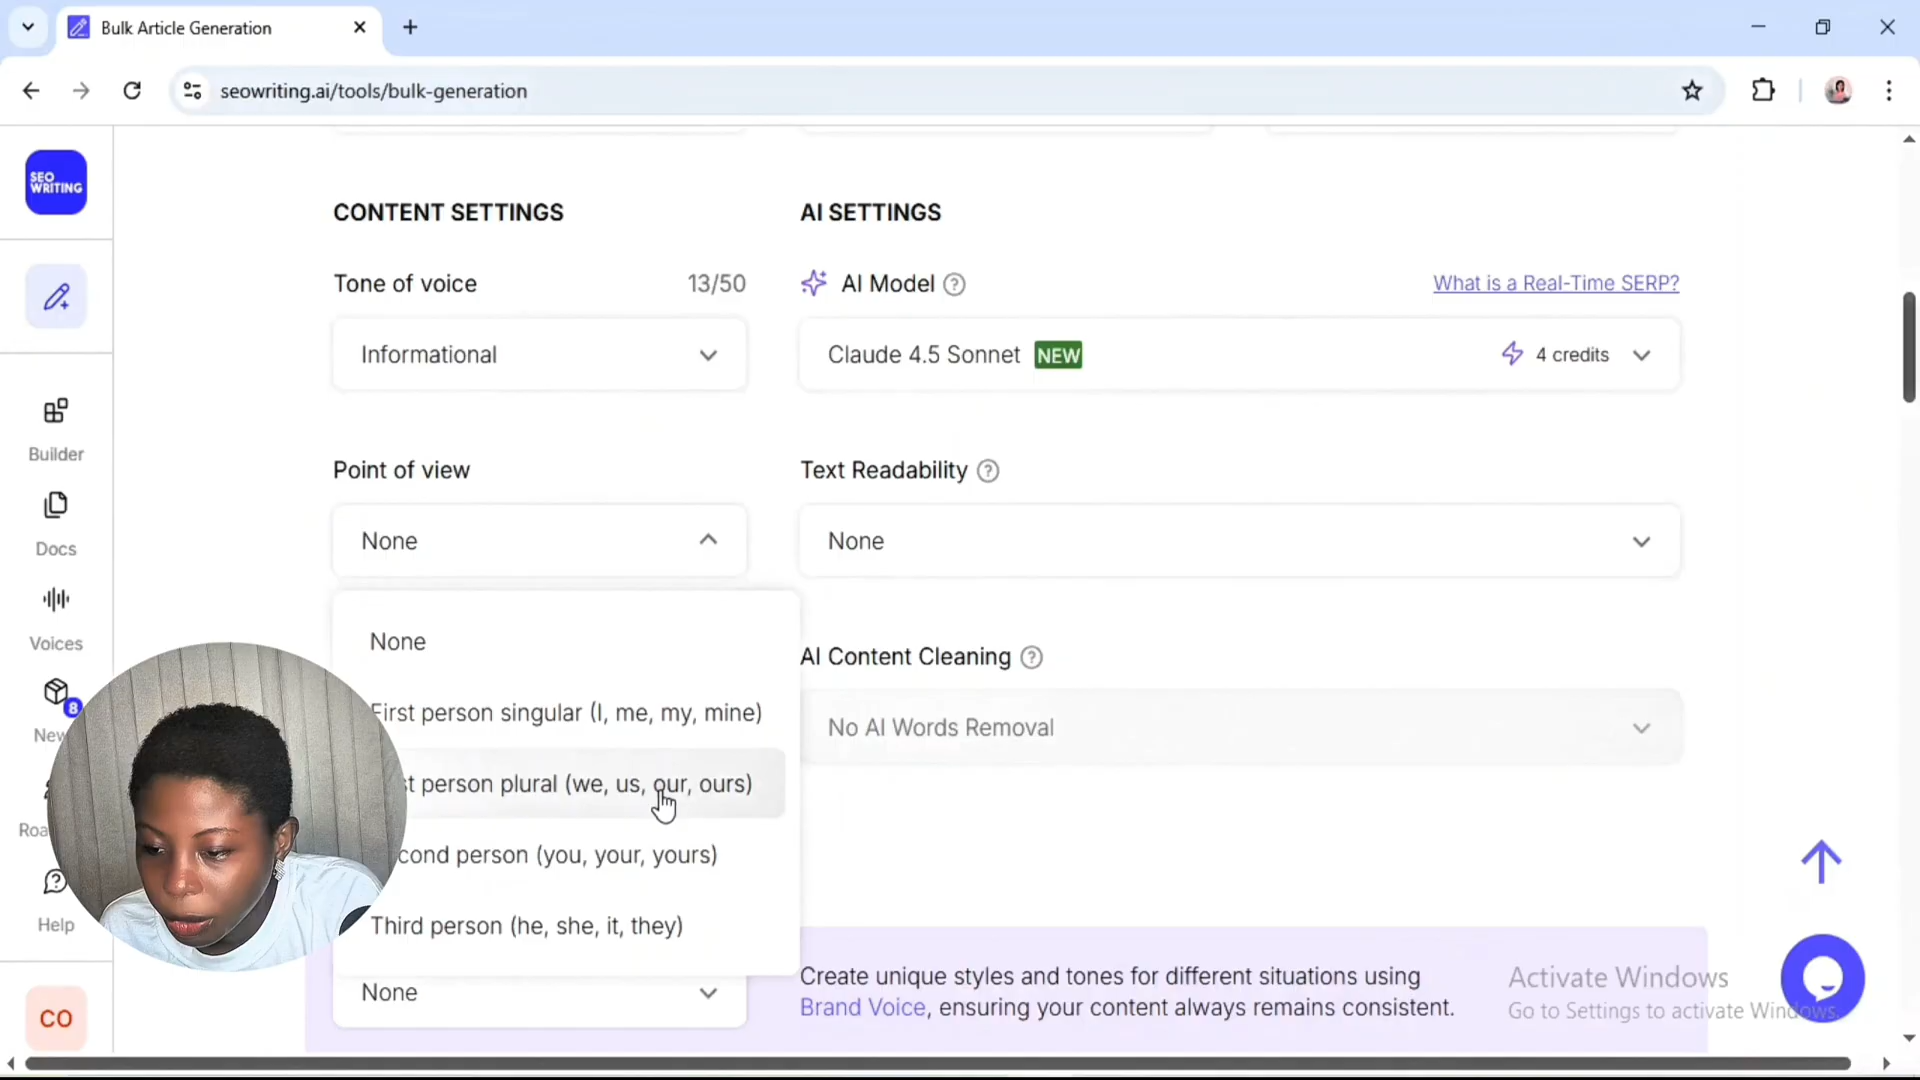 Bulk Article Generation
seowriting.ai/tools/bulk-generation
SEO
WRITING
CONTENT SETTINGS
AI SETTINGS
Tone of voice
13/50
AI Model
What is a Real-Time SERP?
Informational
Claude 4.5 Sonnet NEW
4 credits
Builder
Point of view
Text Readability
Docs
None
None
Voices
None
AI Content Cleaning
8
First person singular (I, me, my, mine)
No AI Words Removal
person plural (we, us, our, ours)
person (you, your, yours)
Help
Third person (he, she, it, they)
None
Create unique styles and tones for different situations using
Brand Voice, ensuring your content always remains consistent.
Activate Windows
Go to Settings to activate Windows.
CO